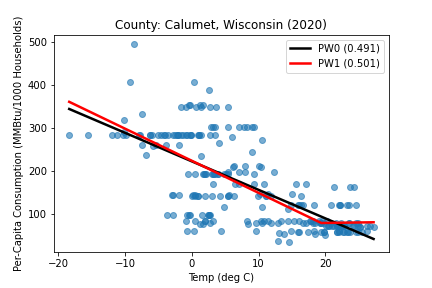 County: Calumet, Wisconsin (2020)
PW0 (0.491)
PW1 (0.501)
Per-Capita Consumption (MMBtu/1000 Households)
500
400
300
200
100
−20
−10
0
10
20
Temp (deg C)